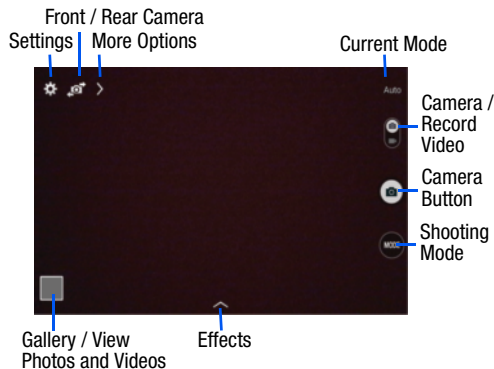 Front / Rear Camera
Settings
More Options
Current Mode
Auto
Camera /
Record
Video
Camera
Button
MODE
Shooting
Mode
Gallery / View
Photos and Videos
Effects